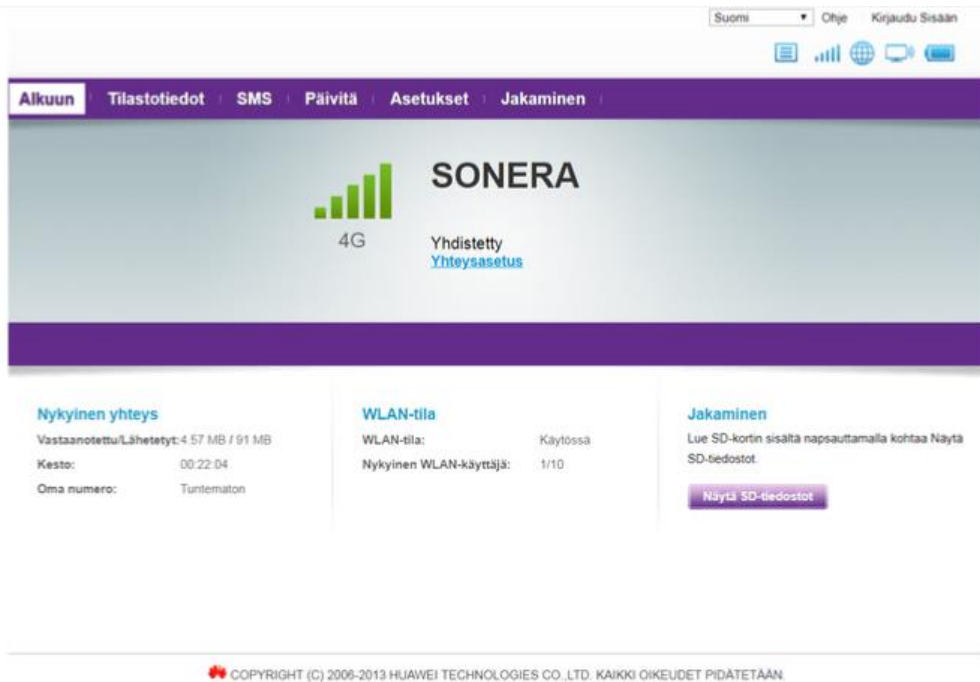 Suomi Ohje Kirjaudu Sisään
Alkuun Tilastotiedot SMS Päivitä Asetukset Jakaminen
SONERA
4G
Yhdistetty
Yhteysasetus
Nykyinen yhteys
Vastaanotettu/Lähetetyt: 4.57 MB / 91 MB
Kesto: 00:22:04
Oma numero: Tuntematon
WLAN-tila
WLAN-tila: Käytössä
Nykyinen WLAN-käyttäjä: 1/10
Jakaminen
Lue SD-kortin sisältä napsauttamalla kohtaa Näytä
SD-tiedostot.
Näytä SD-tiedostot
COPYRIGHT (C) 2006-2013 HUAWEI TECHNOLOGIES CO.,LTD. KAIKKI OIKEUDET PIDÄTETÄÄN.